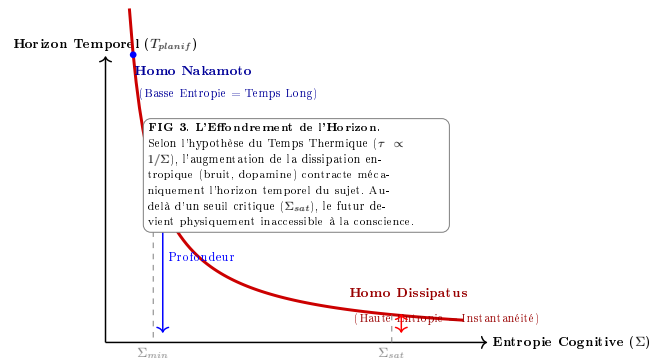 Horizon Temporel (T_planif)
Homo Nakamoto
(Basse Entropie = Temps Long)
FIG 3. L'Effondrement de l'Horizon.
Selon l'hypothèse du Temps Thermique (τ ∝
1/Σ), l'augmentation de la dissipation en-
tropique (bruit, dopamine) contracte méca-
niquement l'horizon temporel du sujet. Au-
delà d'un seuil critique (Σ_sat), le futur de-
vient physiquement inaccessible à la conscience.
Profondeur
Homo Dissipatus
(Haute Entropie Instantanéité)
Entropie Cognitive (Σ)
Σ_min
Σ_sat